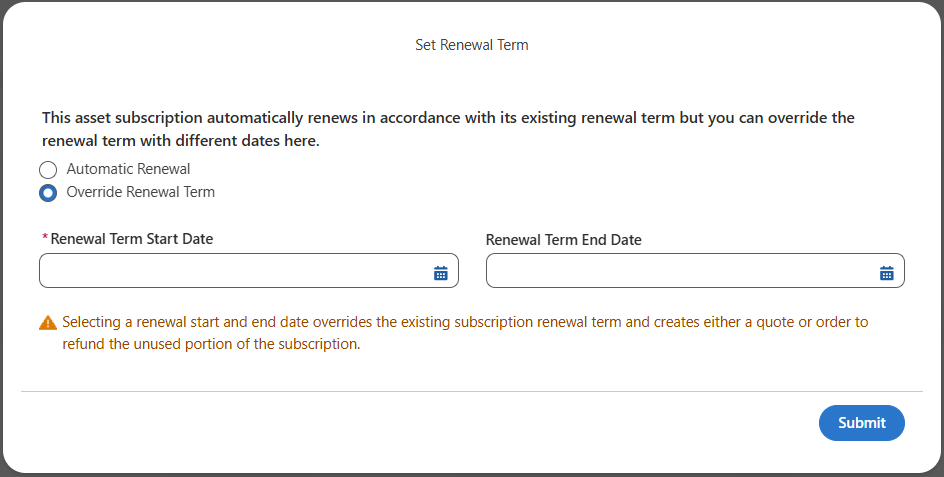 Set Renewal Term
This asset subscription automatically renews in accordance with its existing renewal term but you can override the
renewal term with different dates here.
Automatic Renewal
Override Renewal Term
* Renewal Term Start Date
Renewal Term End Date
Selecting a renewal start and end date overrides the existing subscription renewal term and creates either a quote or order to
refund the unused portion of the subscription.
Submit